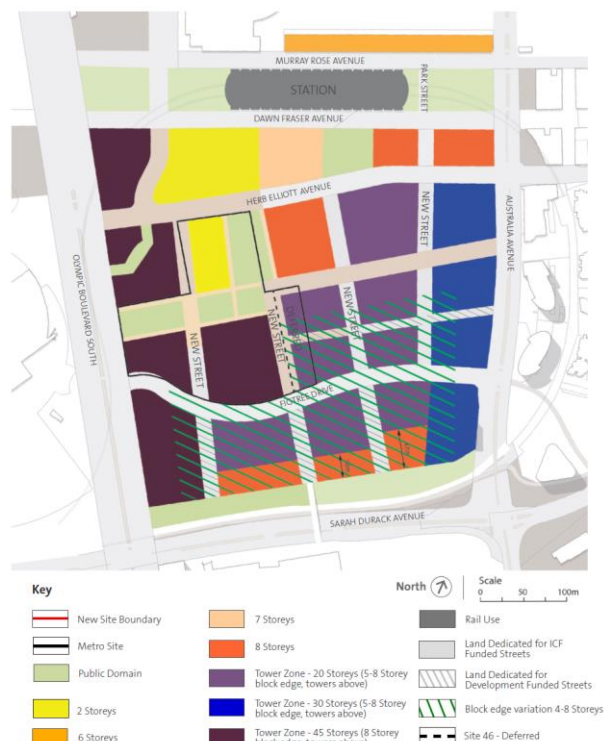 MURRAY ROSE AVENUE
STATION
PARK STREET
DAWN FRASER AVENUE
HERB ELLIOTT AVENUE
NEW STREET
AUSTRALIA AVENUE
OLYMPIC BOULEVARD SOUTH
NEW STREET
NEW STREET
NEW STREET
FIGTREE DRIVE
SARAH DURACK AVENUE
Key
North
Scale
0 50 100m
New Site Boundary
Metro Site
Public Domain
2 Storeys
6 Storeys
7 Storeys
8 Storeys
Tower Zone - 20 Storeys (5-8 Storey
block edge, towers above)
Tower Zone - 30 Storeys (5-8 Storey
block edge, towers above)
Tower Zone - 45 Storeys (8 Storey
Rail Use
Land Dedicated for ICF
Funded Streets
Land Dedicated for
Development Funded Streets
Block edge variation 4-8 Storeys
Site 46 - Deferred